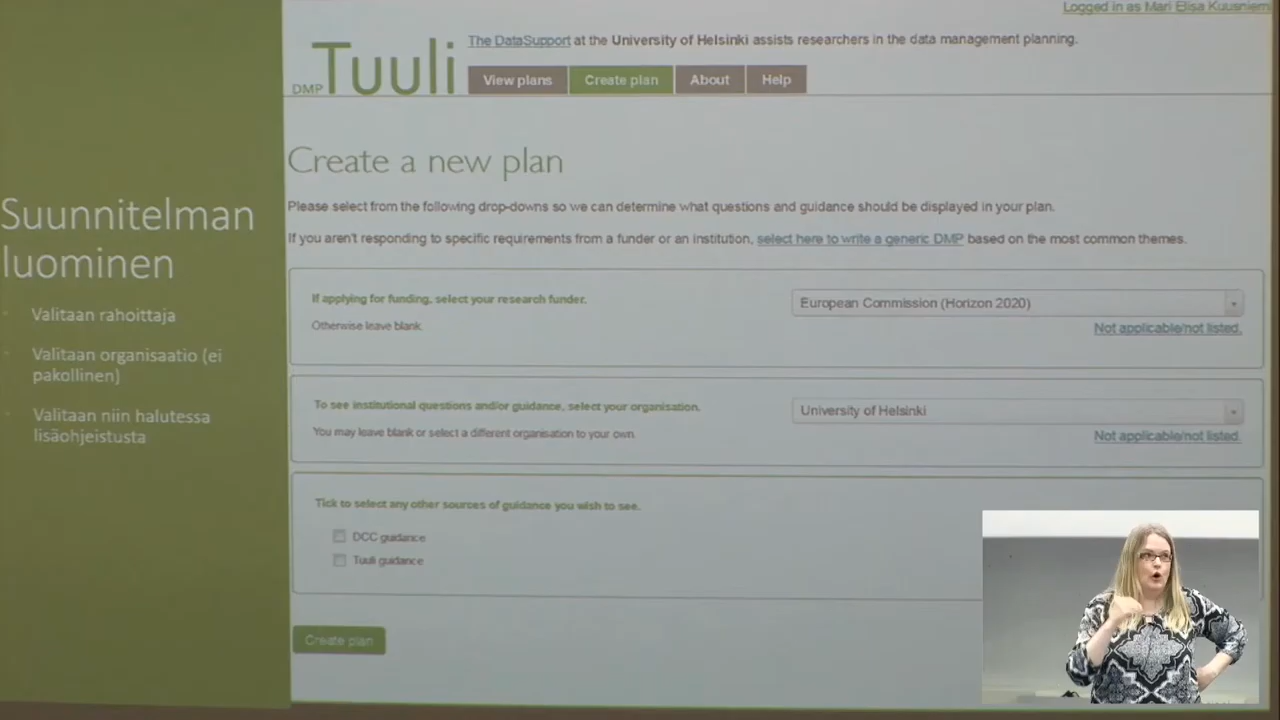 Logged in as Mari Elisa Kuusniemi
The DataSupport at the University of Helsinki assists researchers in the data management planning.
DMP Tuuli
View plans
Create plan
About
Help
Suunnitelman
luominen
Valitaan rahoittaja
Valitaan organisaatio (ei
pakollinen)
Valitaan niin halutessa
lisäohjeistusta
Create a new plan
Please select from the following drop-downs so we can determine what questions and guidance should be displayed in your plan.
If you aren't responding to specific requirements from a funder or an institution, select here to write a generic DMP based on the most common themes.
If applying for funding, select your research funder.
Otherwise leave blank.
European Commission (Horizon 2020)
Not applicable/not listed.
To see institutional questions and/or guidance, select your organisation.
You may leave blank or select a different organisation to your own.
University of Helsinki
Not applicable/not listed.
Tick to select any other sources of guidance you wish to see.
DCC guidance
Tuuli guidance
Create plan